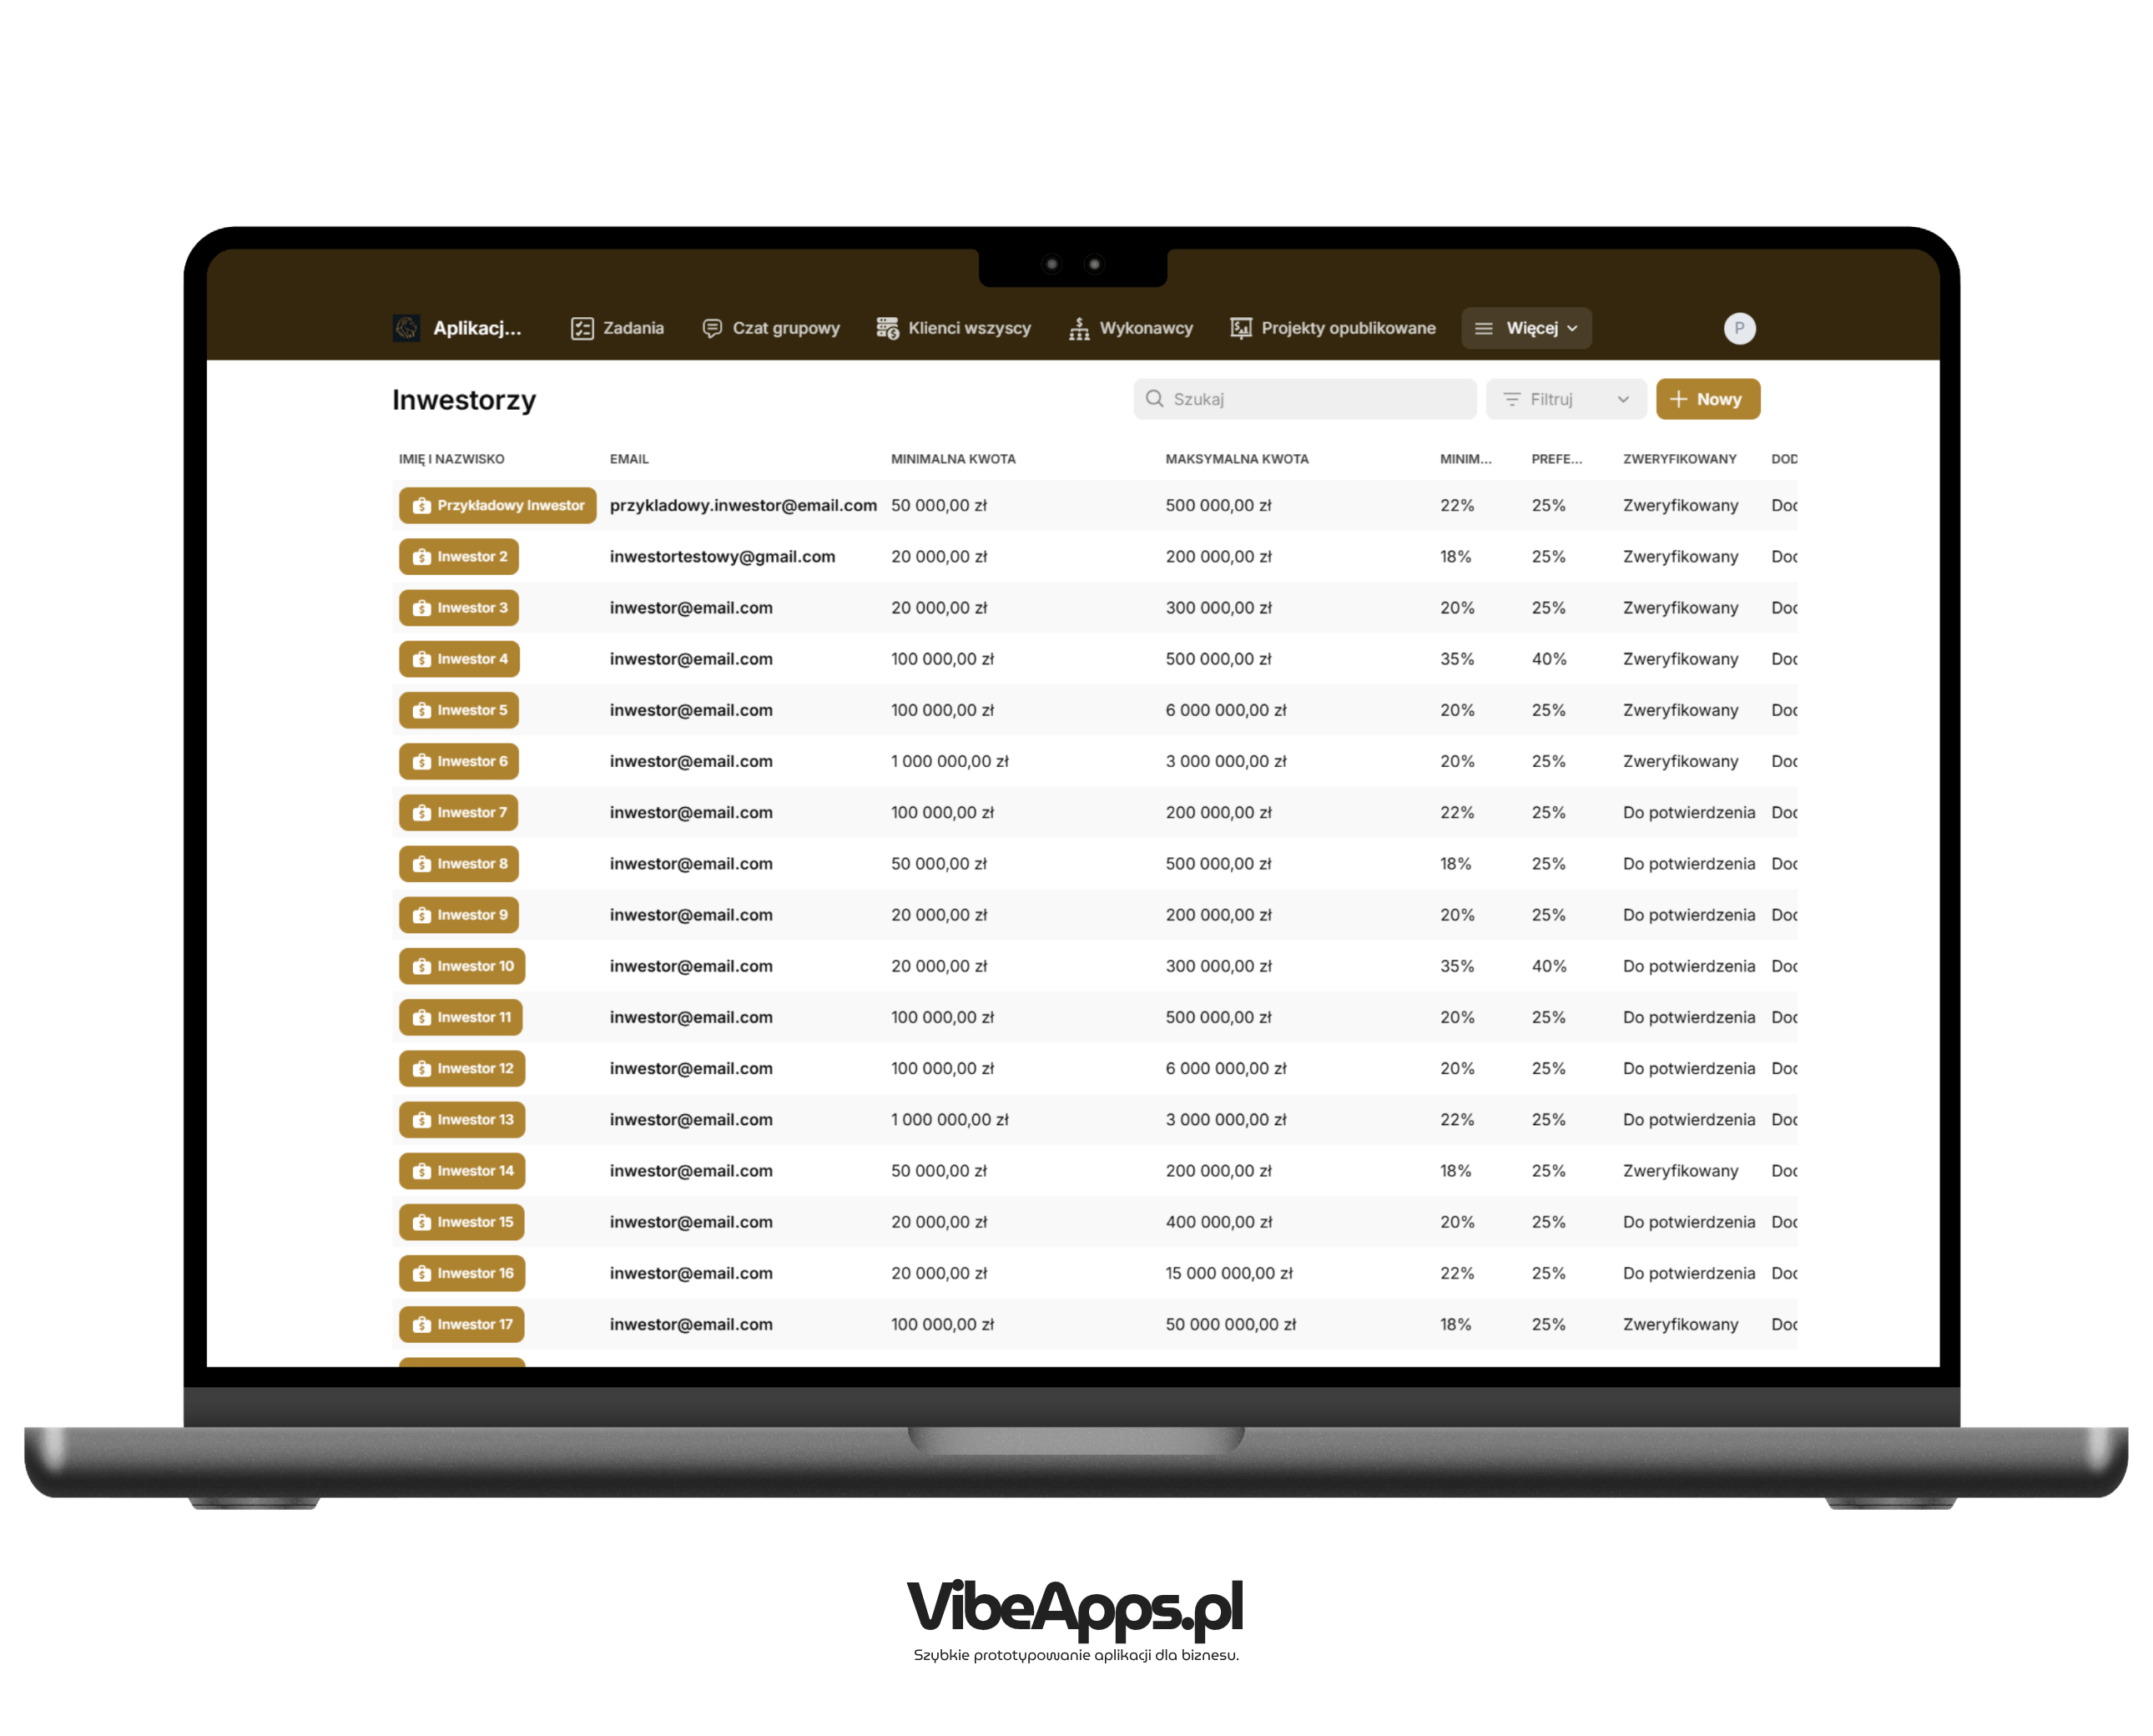 Aplikacj... Zadania Czat grupowy Klienci wszyscy Wykonawcy Projekty opublikowane Więcej P
Inwestorzy Szukaj Filtruj Nowy
IMIĘ I NAZWISKO EMAIL MINIMALNA KWOTA MAKSYMALNA KWOTA MINIM... PREFE... ZWERYFIKOWANY DOD
Przykładowy Inwestor przykladowy.inwestor@email.com 50 000,00 zł 500 000,00 zł 22% 25% Zweryfikowany Doc
Inwestor 2 inwestortestowy@gmail.com 20 000,00 zł 200 000,00 zł 18% 25% Zweryfikowany Doc
Inwestor 3 inwestor@email.com 20 000,00 zł 300 000,00 zł 20% 25% Zweryfikowany Doc
Inwestor 4 inwestor@email.com 100 000,00 zł 500 000,00 zł 35% 40% Zweryfikowany Doc
Inwestor 5 inwestor@email.com 100 000,00 zł 6 000 000,00 zł 20% 25% Zweryfikowany Doc
Inwestor 6 inwestor@email.com 1 000 000,00 zł 3 000 000,00 zł 20% 25% Zweryfikowany Doc
Inwestor 7 inwestor@email.com 100 000,00 zł 200 000,00 zł 22% 25% Do potwierdzenia Doc
Inwestor 8 inwestor@email.com 50 000,00 zł 500 000,00 zł 18% 25% Do potwierdzenia Doc
Inwestor 9 inwestor@email.com 20 000,00 zł 200 000,00 zł 20% 25% Do potwierdzenia Doc
Inwestor 10 inwestor@email.com 20 000,00 zł 300 000,00 zł 35% 40% Do potwierdzenia Doc
Inwestor 11 inwestor@email.com 100 000,00 zł 500 000,00 zł 20% 25% Do potwierdzenia Doc
Inwestor 12 inwestor@email.com 100 000,00 zł 6 000 000,00 zł 20% 25% Do potwierdzenia Doc
Inwestor 13 inwestor@email.com 1 000 000,00 zł 3 000 000,00 zł 22% 25% Do potwierdzenia Doc
Inwestor 14 inwestor@email.com 50 000,00 zł 200 000,00 zł 18% 25% Zweryfikowany Doc
Inwestor 15 inwestor@email.com 20 000,00 zł 400 000,00 zł 20% 25% Do potwierdzenia Doc
Inwestor 16 inwestor@email.com 20 000,00 zł 15 000 000,00 zł 22% 25% Do potwierdzenia Doc
Inwestor 17 inwestor@email.com 100 000,00 zł 50 000 000,00 zł 18% 25% Zweryfikowany Doc
VibeApps.pl
Szybkie prototypowanie aplikacji dla biznesu.